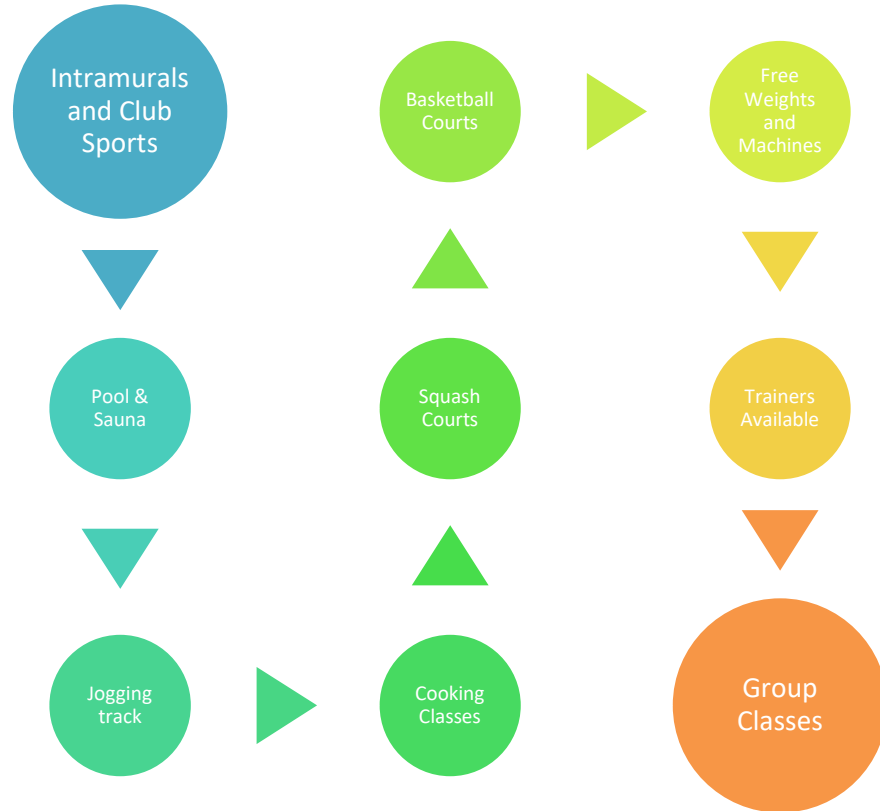 Intramurals
and Club
Sports
Pool &
Sauna
Jogging
track
Cooking
Classes
Squash
Courts
Basketball
Courts
Free
Weights
and
Machines
Trainers
Available
Group
Classes